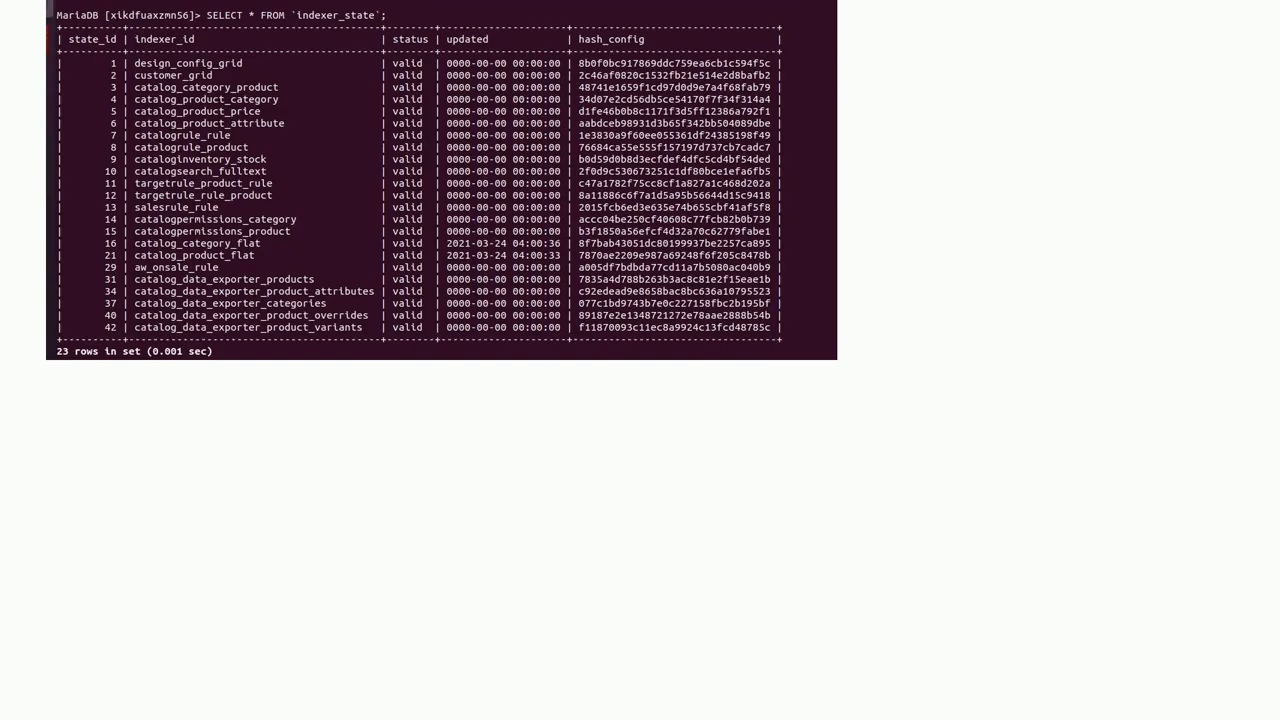 MariaDB [xikdfuaxzmn56]> SELECT * FROM `indexer_state`;
+----------+-----------------------------------------+--------+---------------------+----------------------------------+
| state_id | indexer_id | status | updated | hash_config |
+----------+-----------------------------------------+--------+---------------------+----------------------------------+
| 1 | design_config_grid | valid | 0000-00-00 00:00:00 | 8b0f0bc917869ddc759ea6cb1c594f5c |
| 2 | customer_grid | valid | 0000-00-00 00:00:00 | 2c46af0820c1532fb21e514e2d8bafb2 |
| 3 | catalog_category_product | valid | 0000-00-00 00:00:00 | 48741e1659f1cd97d0d9e7a4f68fab79 |
| 4 | catalog_product_category | valid | 0000-00-00 00:00:00 | 34d07e2cd56db5ce54170f7f34f314a4 |
| 5 | catalog_product_price | valid | 0000-00-00 00:00:00 | d1fe46b0b8c1171f3d5ff12386a792f1 |
| 6 | catalog_product_attribute | valid | 0000-00-00 00:00:00 | aabdceb98931d3b65f342bb504089dbe |
| 7 | catalogrule_rule | valid | 0000-00-00 00:00:00 | 1e3830a9f60ee055361df24385198f49 |
| 8 | catalogrule_product | valid | 0000-00-00 00:00:00 | 76684ca55e555f157197d737cb7cadc7 |
| 9 | cataloginventory_stock | valid | 0000-00-00 00:00:00 | b0d59d0b8d3ecfdef4dfc5cd4bf54ded |
| 10 | catalogsearch_fulltext | valid | 0000-00-00 00:00:00 | 2f0d9c530673251c1df80bce1efa6fb5 |
| 11 | targetrule_product_rule | valid | 0000-00-00 00:00:00 | c47a1782f75cc8cf1a827a1c468d202a |
| 12 | targetrule_rule_product | valid | 0000-00-00 00:00:00 | 8a11886c6f7a1d5a95b56644d15c9418 |
| 13 | salesrule_rule | valid | 0000-00-00 00:00:00 | 2015fcb6ed3e635e74b655cbf41af5f8 |
| 14 | catalogpermissions_category | valid | 0000-00-00 00:00:00 | accc04be250cf40608c77fcb82b0b739 |
| 15 | catalogpermissions_product | valid | 0000-00-00 00:00:00 | b3f1850a56efcf4d32a70c62779fabe1 |
| 16 | catalog_category_flat | valid | 2021-03-24 04:00:36 | 8f7bab43051dc80199937be2257ca895 |
| 21 | catalog_product_flat | valid | 2021-03-24 04:00:33 | 7870ae2209e987a69248f6f205c8478b |
| 29 | aw_onsale_rule | valid | 0000-00-00 00:00:00 | a005df7bdbda77cd11a7b5080ac040b9 |
| 31 | catalog_data_exporter_products | valid | 0000-00-00 00:00:00 | 7835a4d788b263b3ac8c81e2f15eae1b |
| 34 | catalog_data_exporter_product_attributes | valid | 0000-00-00 00:00:00 | c92edead9e8658bac8bc636a10795523 |
| 37 | catalog_data_exporter_categories | valid | 0000-00-00 00:00:00 | 077c1bd9743b7e0c227158fbc2b195bf |
| 40 | catalog_data_exporter_product_overrides | valid | 0000-00-00 00:00:00 | 89187e2e1348721272e78aae2888b54b |
| 42 | catalog_data_exporter_product_variants | valid | 0000-00-00 00:00:00 | f11870093c11ec8a9924c13fcd48785c |
+----------+-----------------------------------------+--------+---------------------+----------------------------------+
23 rows in set (0.001 sec)